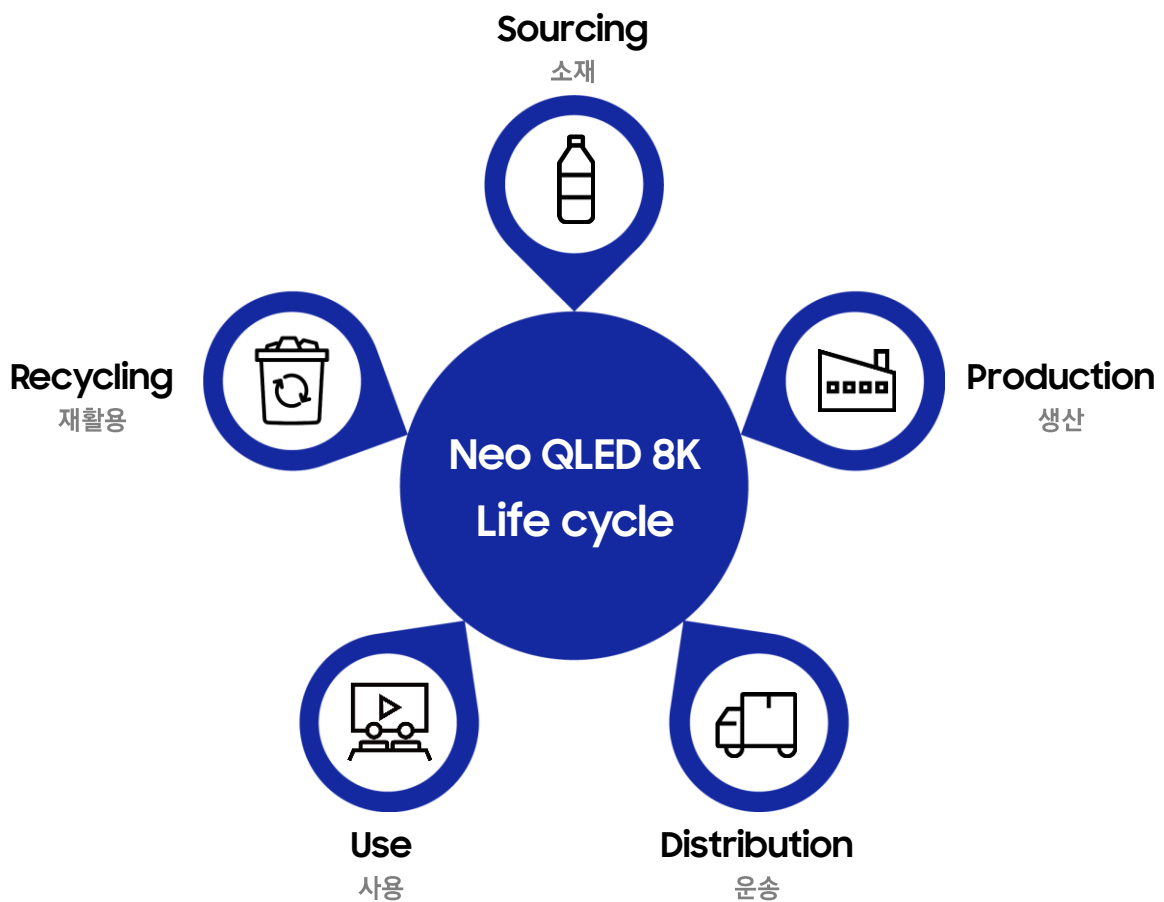 Sourcing
소재
Recycling
재활용
Production
생산
Neo QLED 8K
Life cycle
Use
사용
Distribution
운송